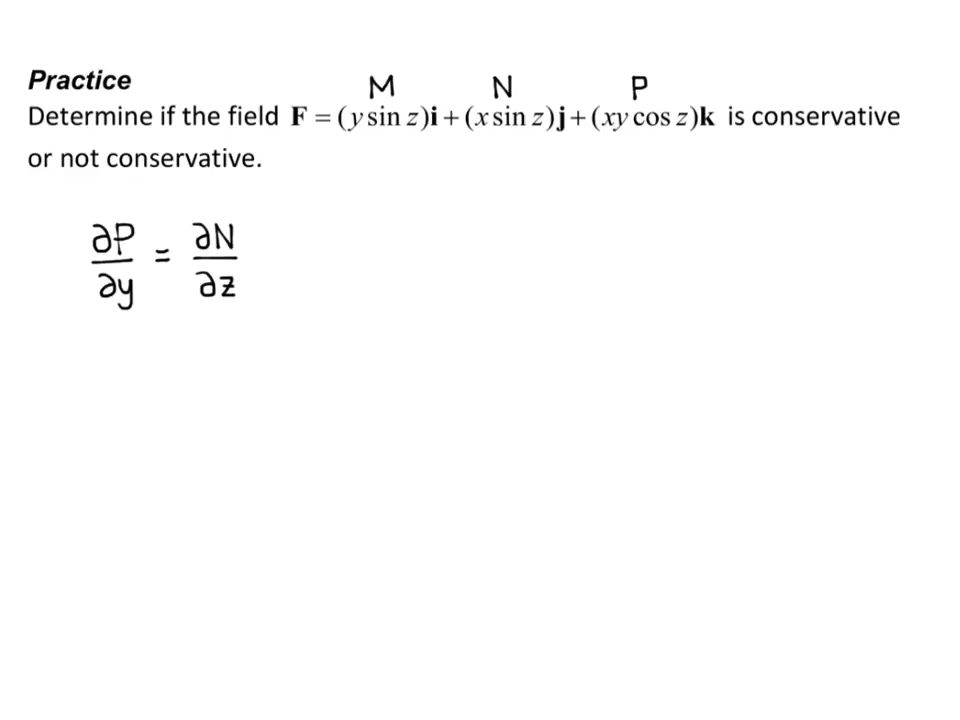 Practice
M N P
Determine if the field F = (y sin z)i + (x sin z)j + (xy cos z)k is conservative
or not conservative.
∂P/∂y = ∂N/∂z